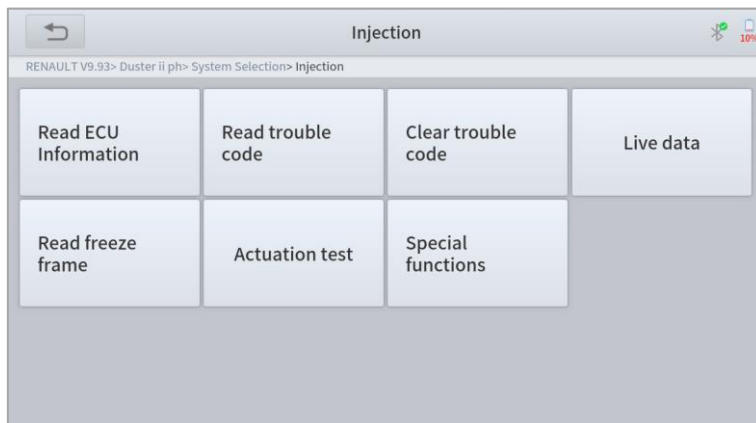 Injection
10%
RENAULT V9.93> Duster ii ph> System Selection> Injection
Read ECU
Information
Read trouble
code
Clear trouble
code
Live data
Read freeze
frame
Actuation test
Special
functions